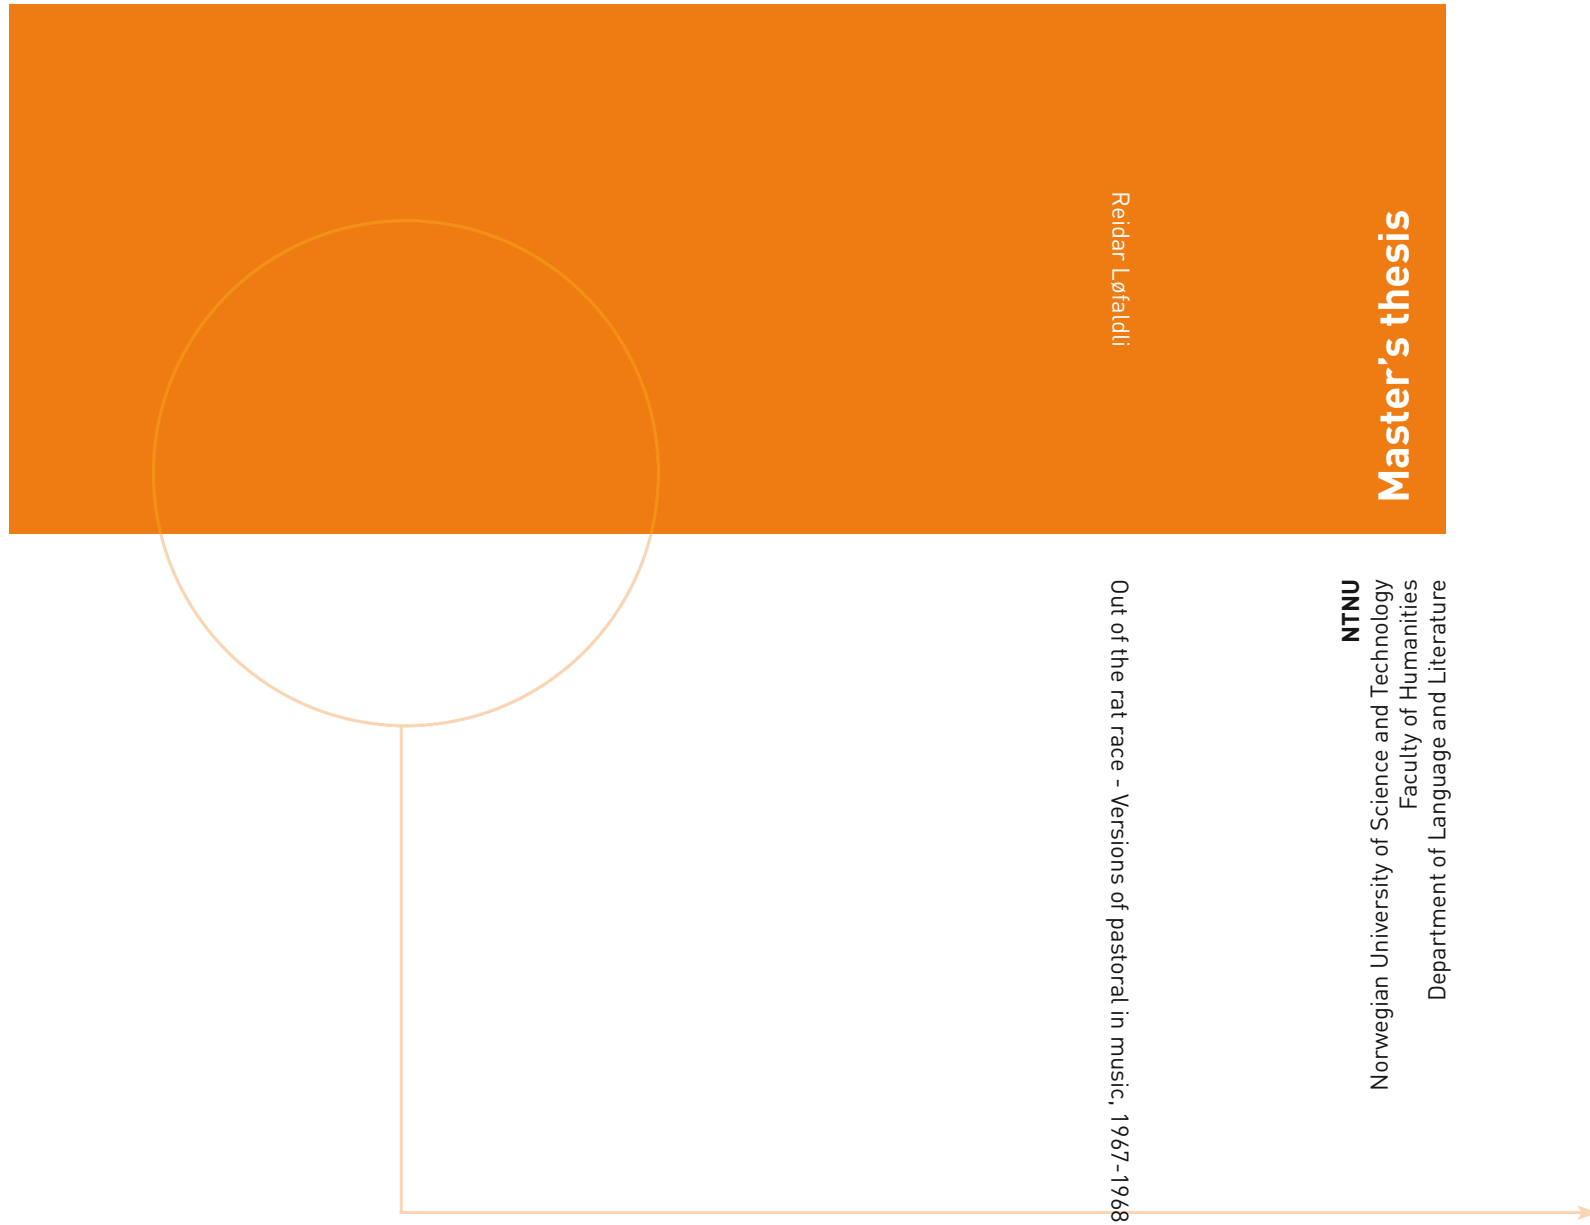 Master's thesis
Reidar Løfaldli
Out of the rat race - Versions of pastoral in music, 1967-1968
NTNU
Norwegian University of Science and Technology
Faculty of Humanities
Department of Language and Literature